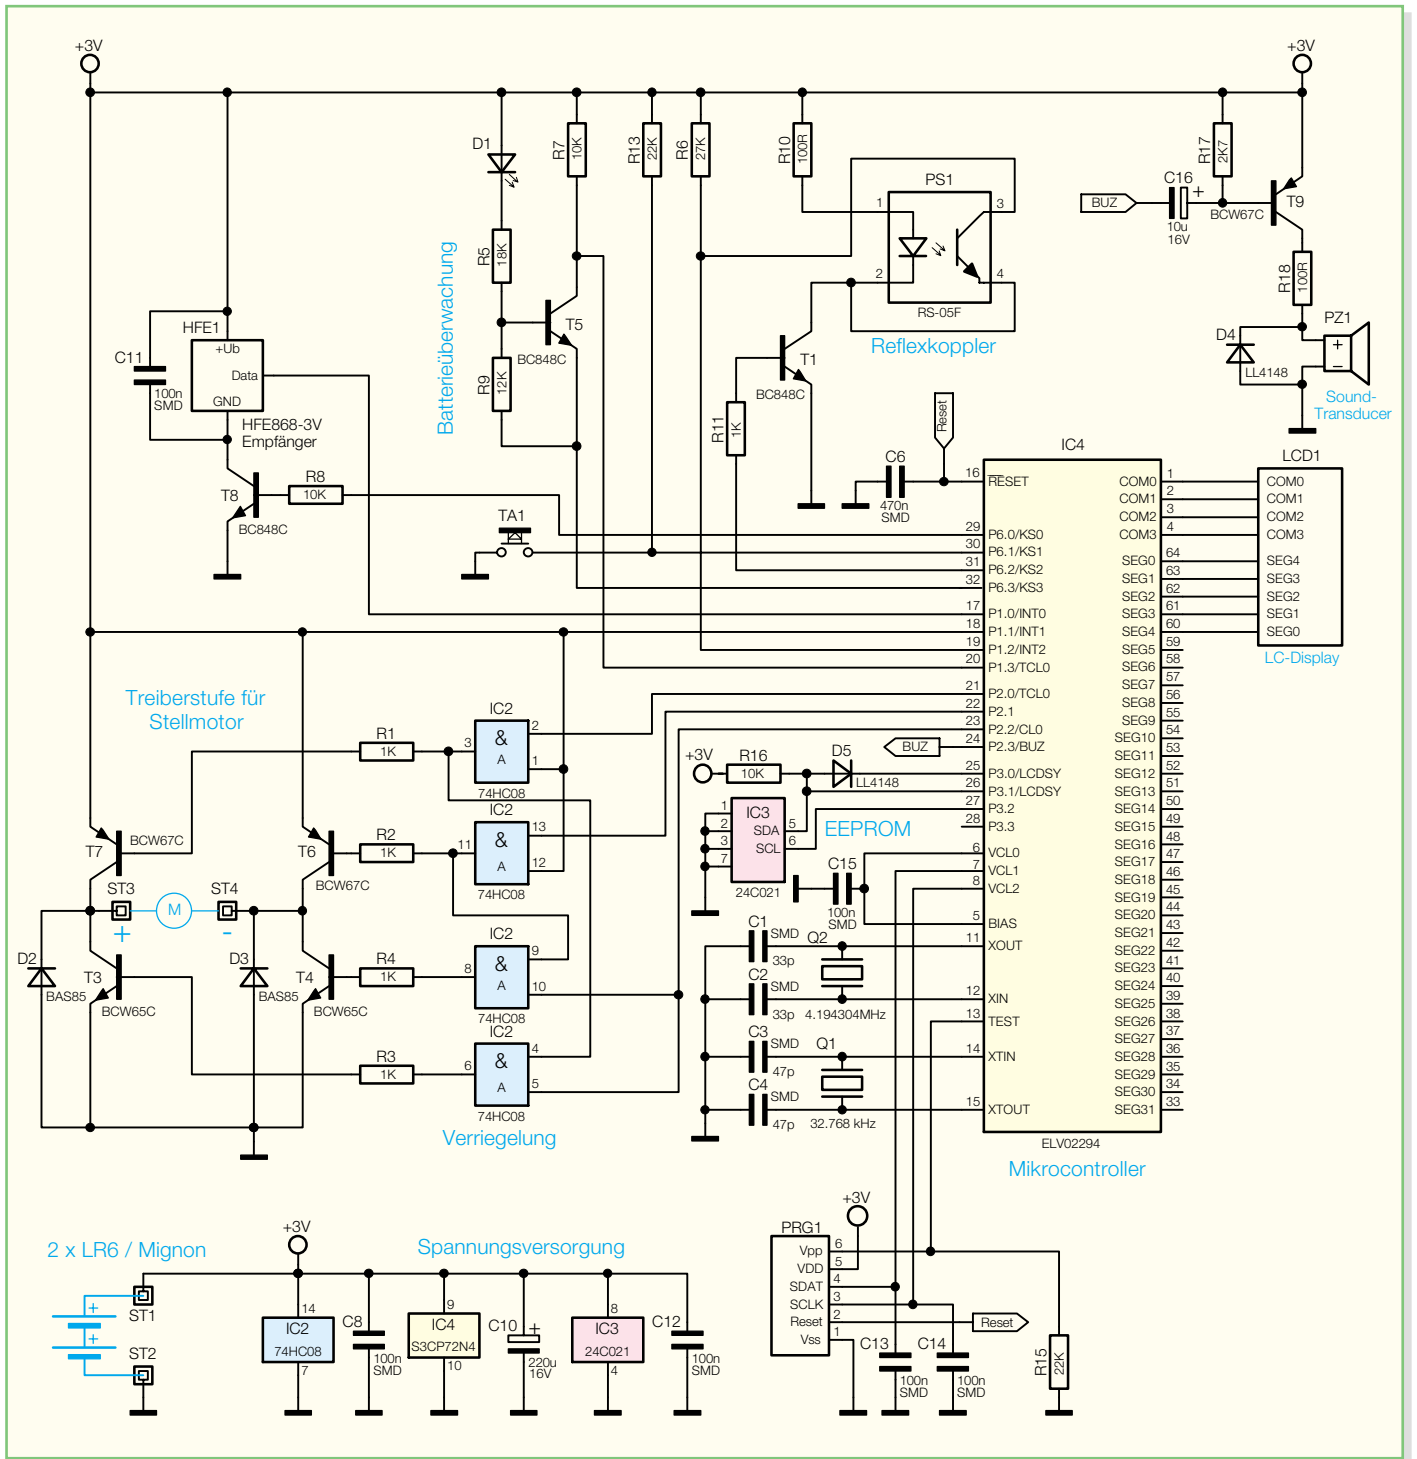 +3V
+3V
D1
R7
10K
R13
22K
R6
27K
R10
100R
R17
2K7
PS1
1
3
2
4
RS-05F
Reflexkoppler
BUZ
C16
+
10u
16V
BCW67C
T9
R18
100R
D4
LL4148
PZ1
+
−
Sound-
Transducer
Batterieüberwachung
R5
18K
R9
12K
T5
BC848C
T1
BC848C
R11
1K
HFE1
+Ub
Data
GND
C11
100n
SMD
HFE868-3V
Empfänger
T8
BC848C
R8
10K
TA1
Reset
C6
470n
SMD
IC4
16 RESET
29 P6.0/KS0
30 P6.1/KS1
31 P6.2/KS2
32 P6.3/KS3
17 P1.0/INT0
18 P1.1/INT1
19 P1.2/INT2
20 P1.3/TCL0
21 P2.0/TCL0
22 P2.1
23 P2.2/CL0
24 P2.3/BUZ
25 P3.0/LCDSY
26 P3.1/LCDSY
27 P3.2
28 P3.3
6 VCL0
7 VCL1
8 VCL2
5 BIAS
11 XOUT
12 XIN
13 TEST
14 XTIN
15 XTOUT
COM0 1
COM1 2
COM2 3
COM3 4
SEG0 64
SEG1 63
SEG2 62
SEG3 61
SEG4 60
SEG5 59
SEG6 58
SEG7 57
SEG8 56
SEG9 55
SEG10 54
SEG11 53
SEG12 52
SEG13 51
SEG14 50
SEG15 49
SEG16 48
SEG17 47
SEG18 46
SEG19 45
SEG20 44
SEG21 43
SEG22 42
SEG23 41
SEG24 40
SEG25 39
SEG26 38
SEG27 37
SEG28 36
SEG29 35
SEG30 34
SEG31 33
ELV02294
Mikrocontroller
LCD1
COM0
COM1
COM2
COM3
SEG4
SEG3
SEG2
SEG1
SEG0
LC-Display
Treiberstufe für
Stellmotor
R1
1K
IC2
&
A
3
2
1
74HC08
R2
1K
IC2
&
A
11
13
12
74HC08
R4
1K
IC2
&
A
8
9
10
74HC08
R3
1K
IC2
&
A
6
4
5
74HC08
Verriegelung
T7
BCW67C
T6
BCW67C
ST3
M
ST4
+
-
D2
BAS85
T3
BCW65C
D3
BAS85
T4
BCW65C
BUZ
+3V
R16
10K
D5
LL4148
IC3
1
2
3
7
SDA 5
SCL 6
24C021
EEPROM
C15
100n
SMD
C1
SMD
33p
Q2
C2
SMD
33p
4.194304MHz
C3
SMD
47p
Q1
C4
SMD
47p
32.768 kHz
2 x LR6 / Mignon
+
+
ST1
ST2
+3V
Spannungsversorgung
14
IC2
74HC08
7
C8
100n
SMD
9
IC4
S3CP72N4
10
C10
+
220u
16V
8
IC3
24C021
4
C12
100n
SMD
+3V
PRG1
Vpp 6
VDD 5
SDAT 4
SCLK 3
Reset 2
Vss 1
Reset
C13
100n
SMD
C14
100n
SMD
R15
22K